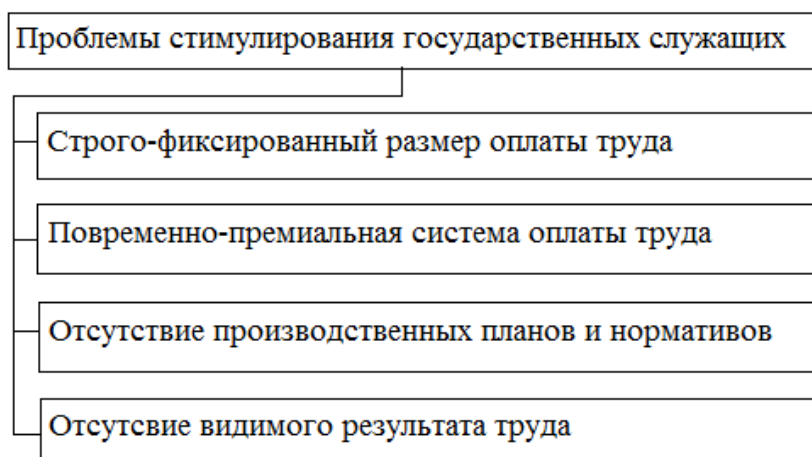 Проблемы стимулирования государственных служащих
Строго-фиксированный размер оплаты труда
Повременно-премиальная система оплаты труда
Отсутствие производственных планов и нормативов
Отсутсвие видимого результата труда